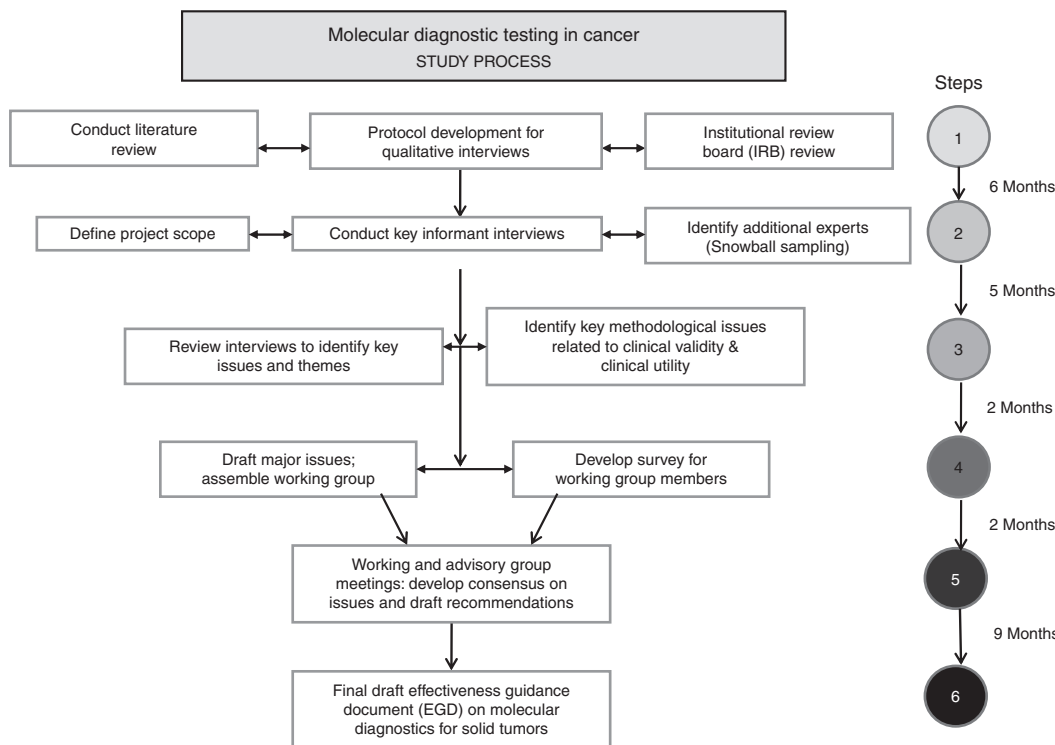 Molecular diagnostic testing in cancer
STUDY PROCESS
Steps
Conduct literature
review
Protocol development for
qualitative interviews
Institutional review
board (IRB) review
1
6 Months
Define project scope
Conduct key informant interviews
Identify additional experts
(Snowball sampling)
2
5 Months
Review interviews to identify key
issues and themes
Identify key methodological issues
related to clinical validity &
clinical utility
3
2 Months
Draft major issues;
assemble working group
Develop survey for
working group members
4
2 Months
Working and advisory group
meetings: develop consensus on
issues and draft recommendations
5
9 Months
Final draft effectiveness guidance
document (EGD) on molecular
diagnostics for solid tumors
6